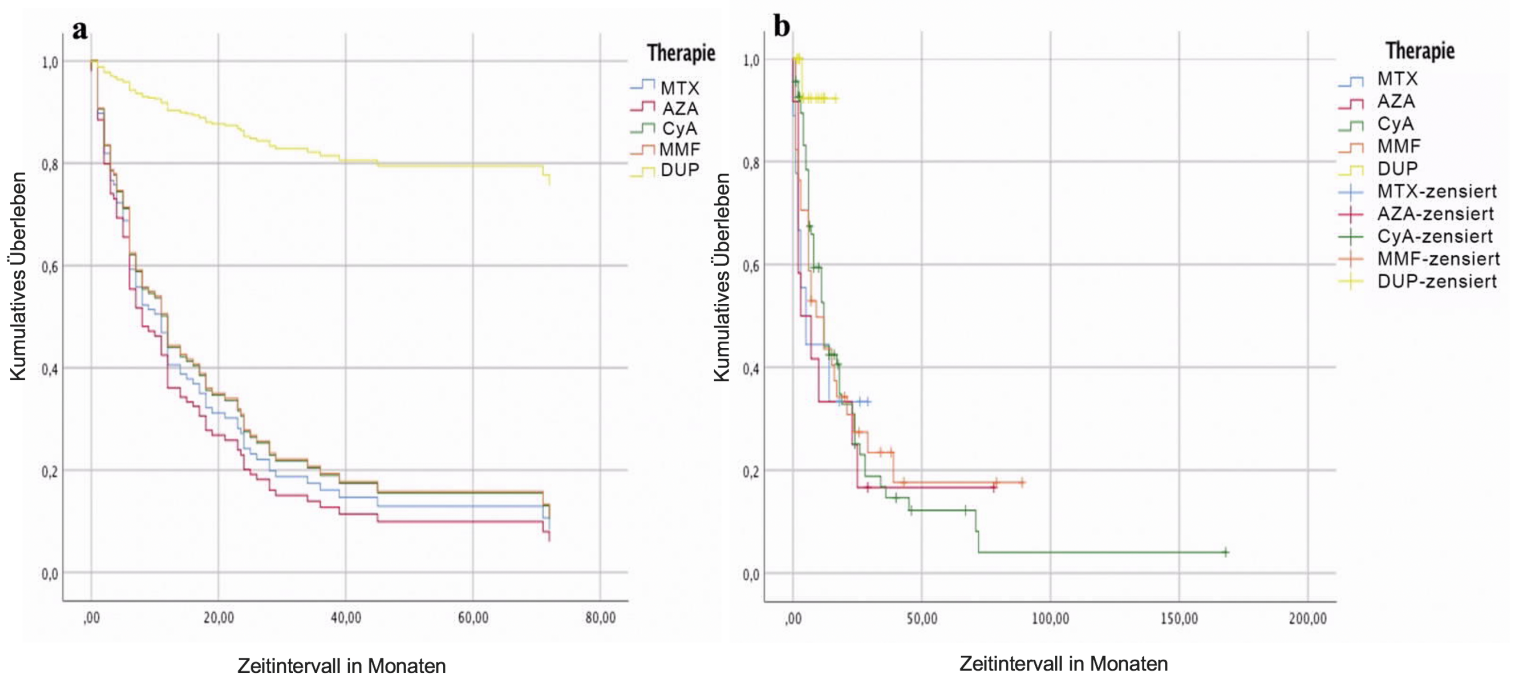 a
Therapie
MTX
AZA
CyA
MMF
DUP
1,0
0,8
0,6
0,4
0,2
0,0
,00
20,00
40,00
60,00
80,00
Kumulatives Überleben
Zeitintervall in Monaten
b
Therapie
MTX
AZA
CyA
MMF
DUP
MTX-zensiert
AZA-zensiert
CyA-zensiert
MMF-zensiert
DUP-zensiert
1,0
0,8
0,6
0,4
0,2
0,0
,00
50,00
100,00
150,00
200,00
Kumulatives Überleben
Zeitintervall in Monaten